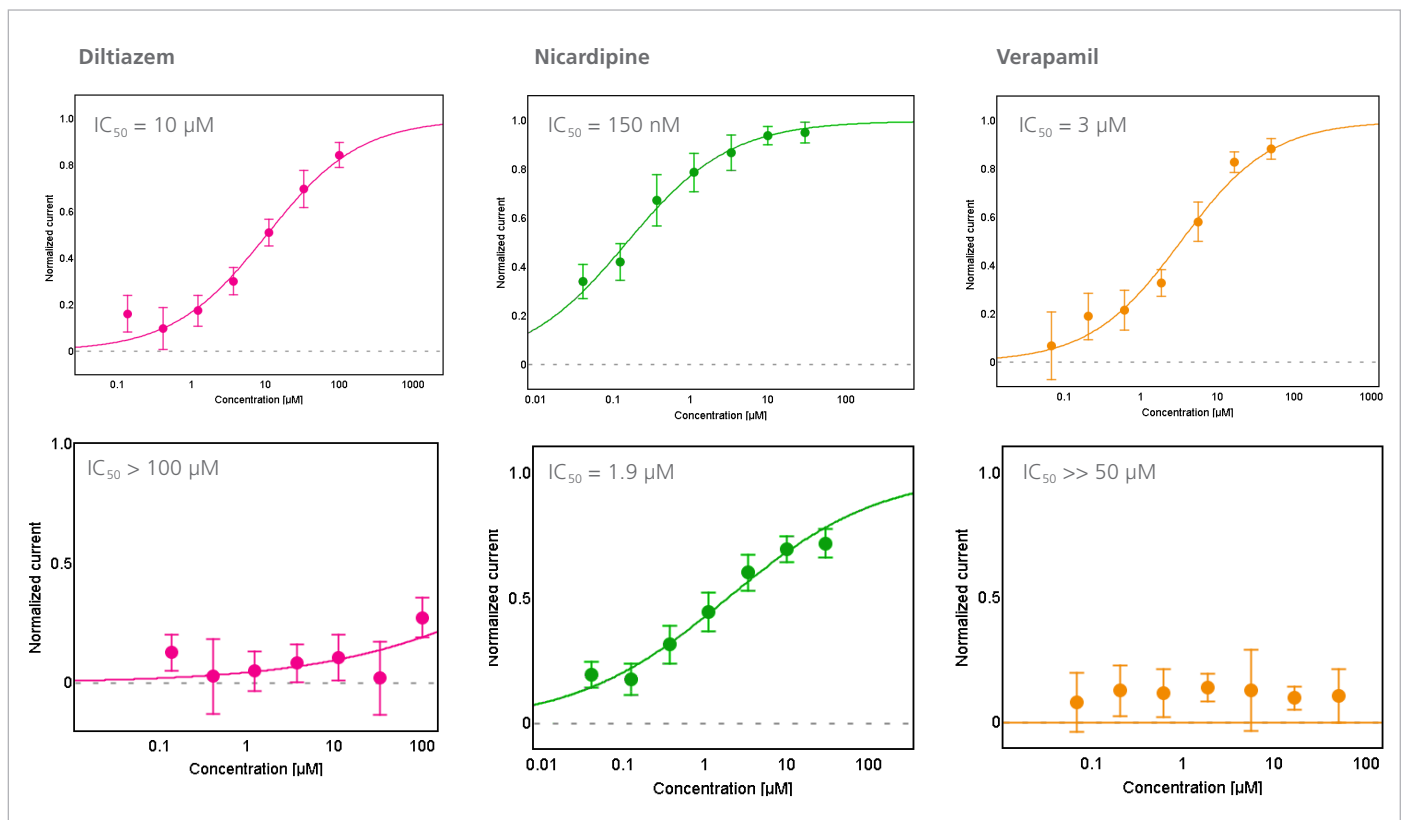 Diltiazem
Nicardipine
Verapamil
IC50 = 10 µM
1.0
0.8
0.6
0.4
0.2
0
Normalized current
0.1 1 10 100 1000
Concentration [µM]
IC50 = 150 nM
1.0
0.8
0.6
0.4
0.2
0
Normalized current
0.01 0.1 1 10 100
Concentration [µM]
IC50 = 3 µM
1.0
0.8
0.6
0.4
0.2
0
Normalized current
0.1 1 10 100 1000
Concentration [µM]
IC50 > 100 µM
1.0
0.5
0
Normalized current
0.1 1 10 100
Concentration [µM]
IC50 = 1.9 µM
1.0
0.5
0
Normalized current
0.01 0.1 1 10 100
Concentration [µM]
IC50 >> 50 µM
1.0
0.5
0
Normalized current
0.1 1 10 100
Concentration [µM]